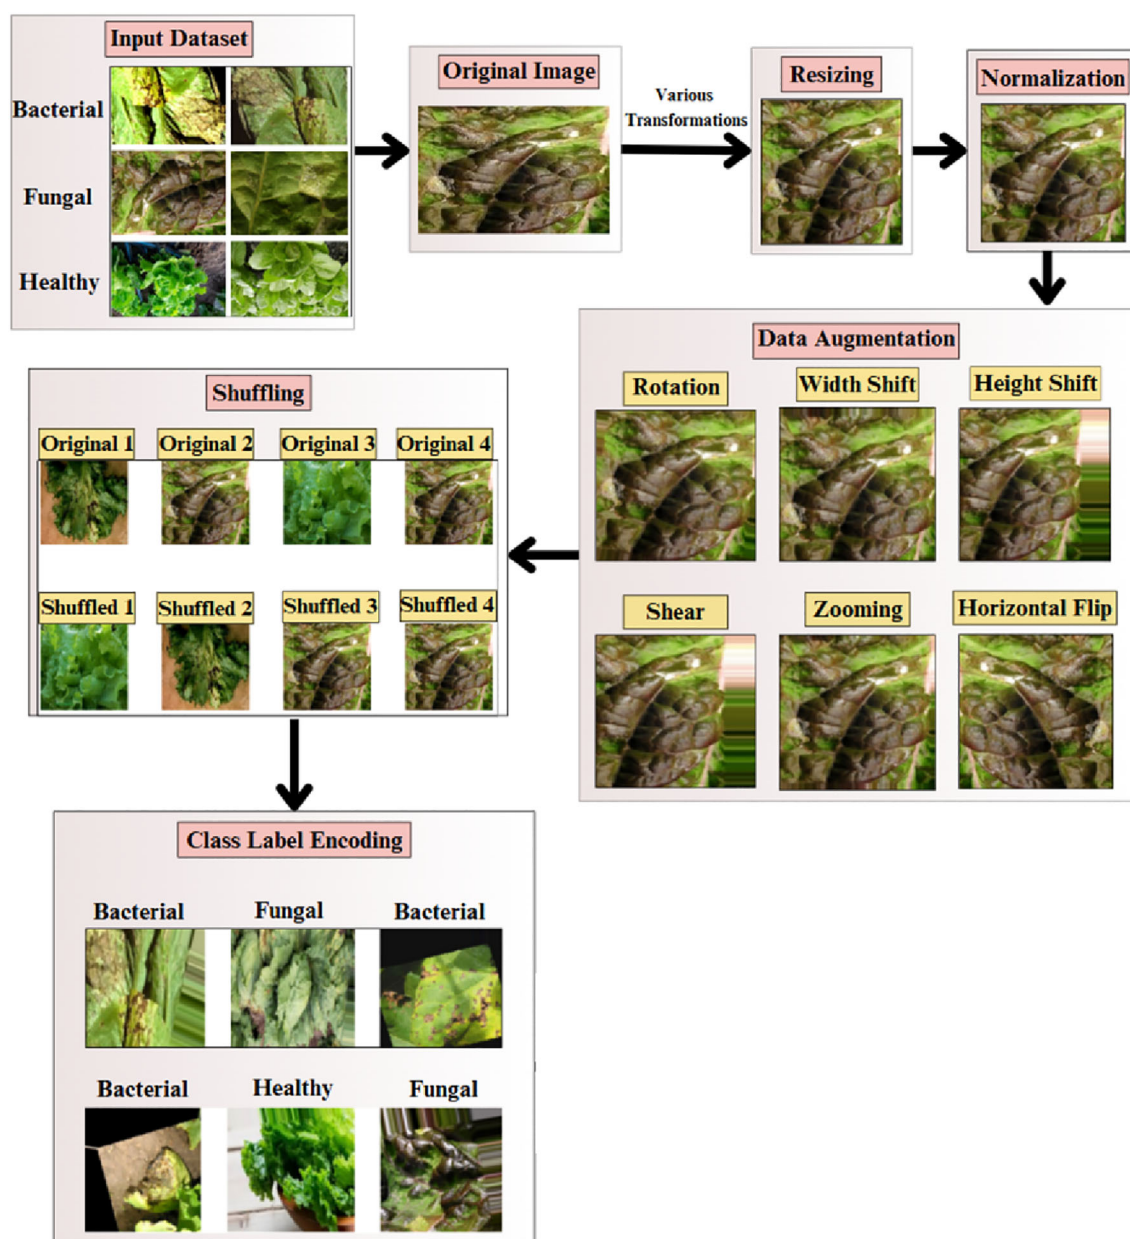 Input Dataset
Bacterial
Fungal
Healthy
Original Image
Various
Transformations
Resizing
Normalization
Data Augmentation
Rotation
Width Shift
Height Shift
Shear
Zooming
Horizontal Flip
Shuffling
Original 1
Original 2
Original 3
Original 4
Shuffled 1
Shuffled 2
Shuffled 3
Shuffled 4
Class Label Encoding
Bacterial
Fungal
Bacterial
Bacterial
Healthy
Fungal